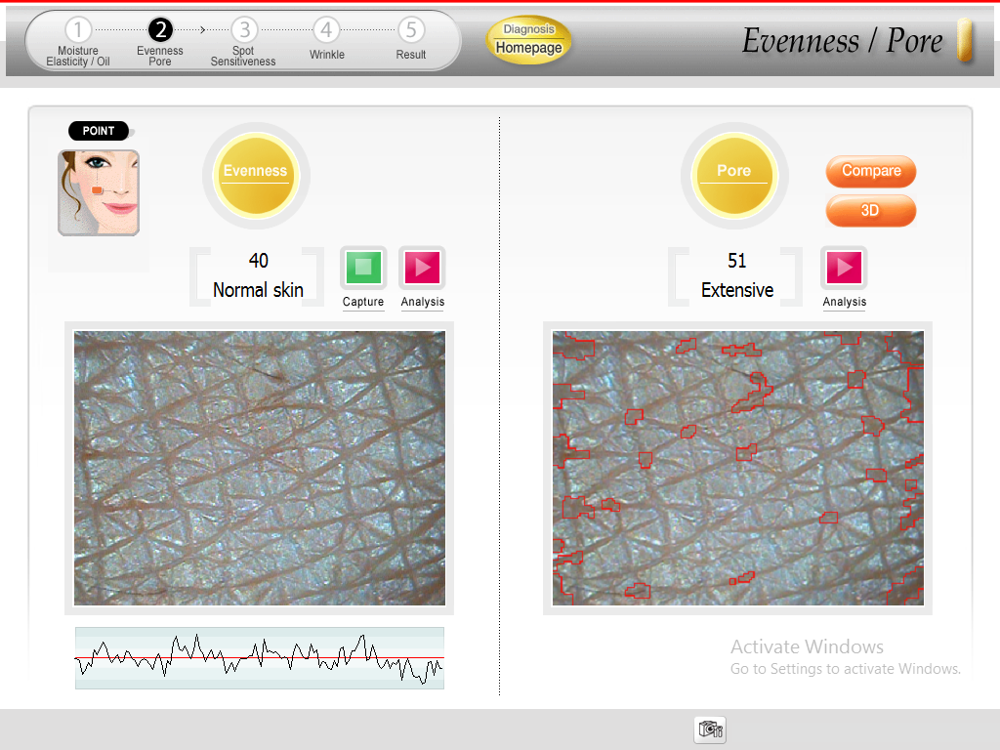 1
2
3
4
5
Moisture
Elasticity / Oil
Evenness
Pore
Spot
Sensitiveness
Wrinkle
Result
Diagnosis
Homepage
Evenness / Pore
POINT
Evenness
40
Normal skin
Capture
Analysis
Pore
Compare
3D
51
Extensive
Analysis
Activate Windows
Go to Settings to activate Windows.